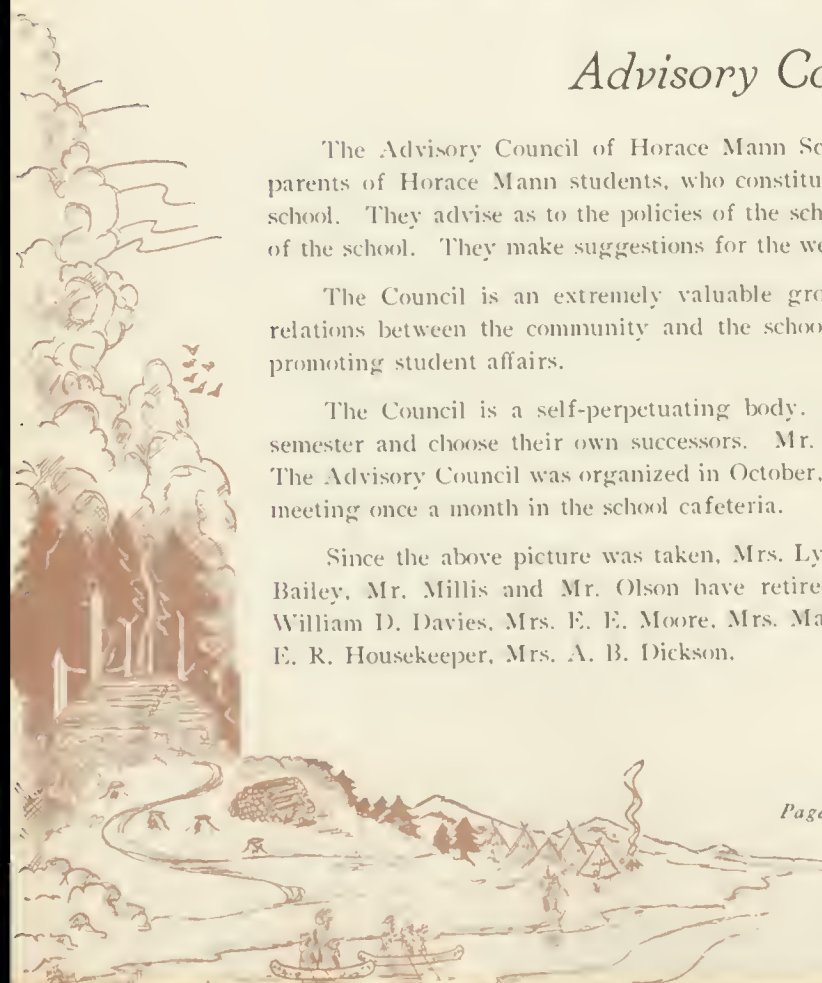 Advisory Co
The Advisory Council of Horace Mann Sc
parents of Horace Mann students, who constitu
school. They advise as to the policies of the sch
of the school. They make suggestions for the we
The Council is an extremely valuable gro
relations between the community and the schoo
promoting student affairs.
The Council is a self-perpetuating body.
semester and choose their own successors. Mr.
The Advisory Council was organized in October,
meeting once a month in the school cafeteria.
Since the above picture was taken, Mrs. Ly
Bailey, Mr. Millis and Mr. Olson have retire
William D. Davies, Mrs. E. E. Moore, Mrs. Ma
E. R. Housekeeper, Mrs. A. B. Dickson.
Page